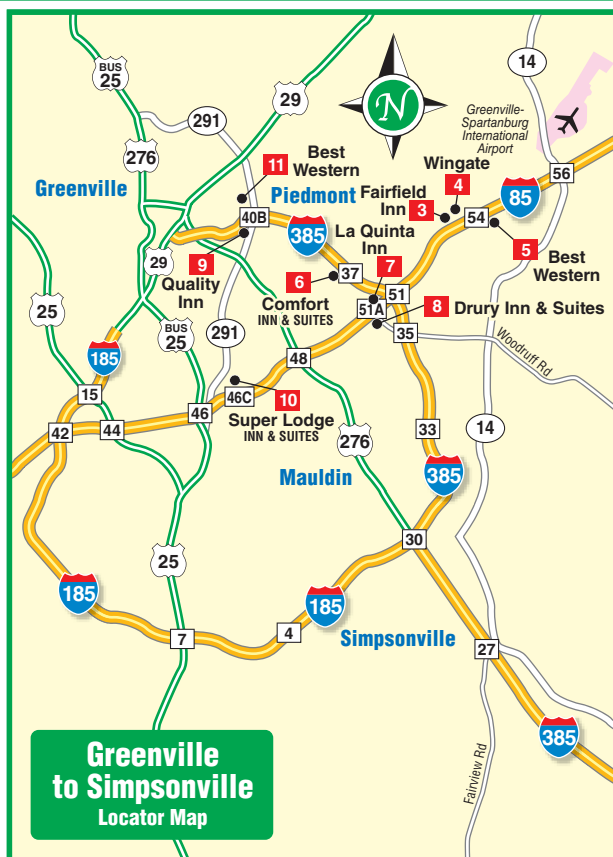 BUS
25
14
29
291
N
Greenville-
Spartanburg
International
Airport
276
11
Best
Western
Wingate
56
Greenville
Piedmont
Fairfield
Inn
3
4
85
40B
54
385
La Quinta
Inn
5
Best
Western
29
9
Quality
Inn
6
37
7
51
Comfort
INN & SUITES
51A
8
Drury Inn & Suites
25
BUS
25
291
35
Woodruff Rd
185
48
15
10
46C
46
Super Lodge
INN & SUITES
42
44
276
33
14
Mauldin
385
25
30
185
185
7
4
Simpsonville
27
385
Fairview Rd
Greenville
to Simpsonville
Locator Map